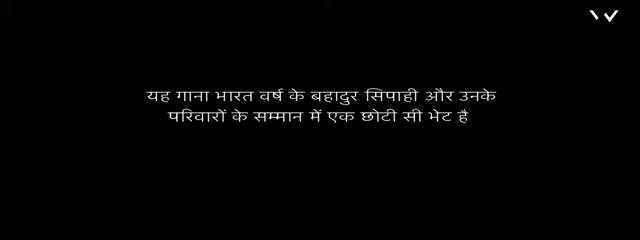 यह गाना भारत वर्ष के बहादुर सिपाही और उनके
परिवारों के सम्मान में एक छोटी सी भेट है